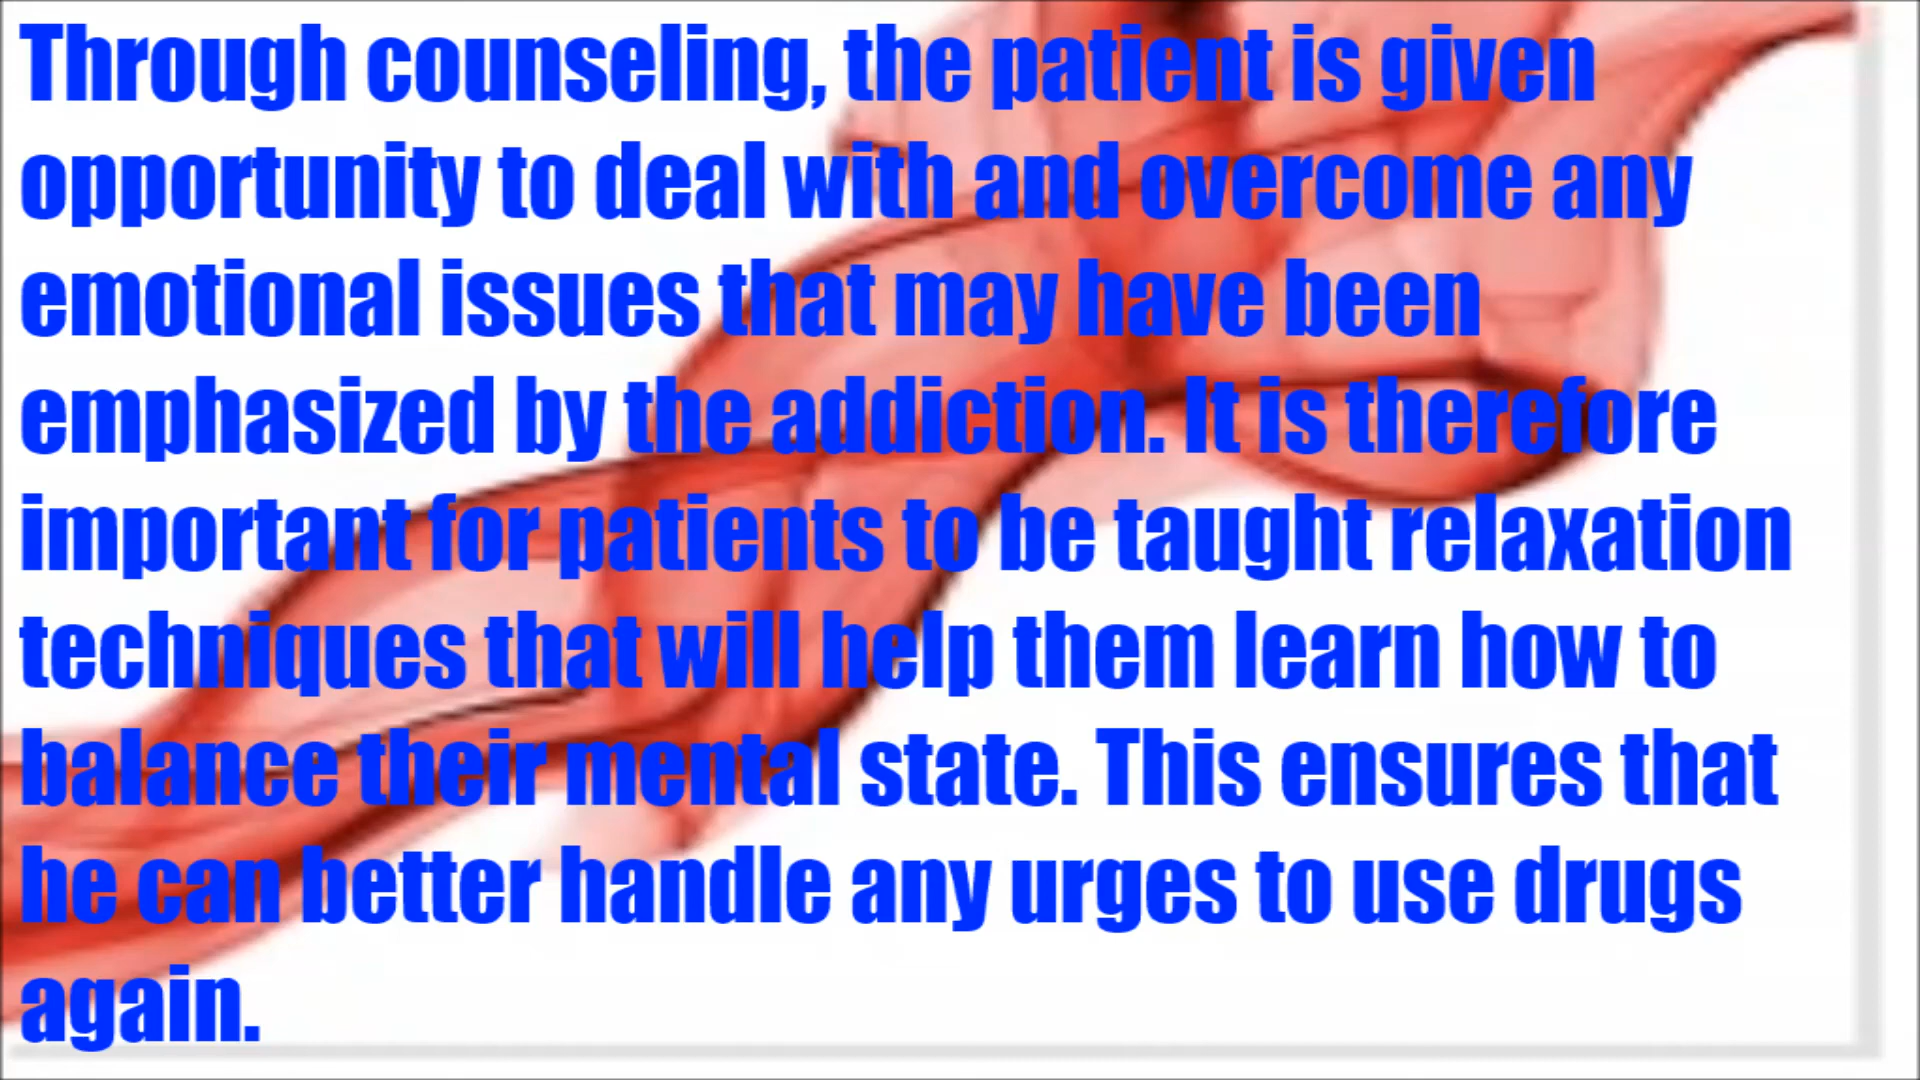 Through counseling, the patient is given
opportunity to deal with and overcome any
emotional issues that may have been
emphasized by the addiction. It is therefore
important for patients to be taught relaxation
techniques that will help them learn how to
balance their mental state. This ensures that
he can better handle any urges to use drugs
again.